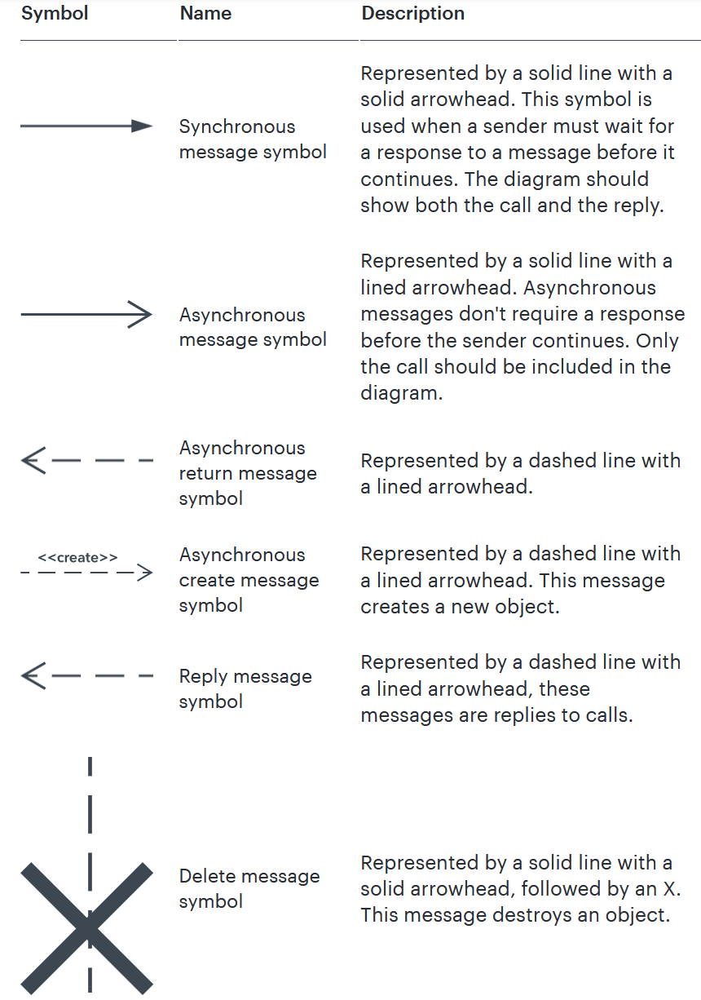 Symbol Name Description
Represented by a solid line with a
solid arrowhead. This symbol is
Synchronous
message symbol
used when a sender must wait for
a response to a message before it
continues. The diagram should
show both the call and the reply.
Represented by a solid line with a
lined arrowhead. Asynchronous
Asynchronous
message symbol
messages don't require a response
before the sender continues. Only
the call should be included in the
diagram.
Asynchronous
return message
symbol
Represented by a dashed line with
a lined arrowhead.
<<create>>
Asynchronous
create message
symbol
Represented by a dashed line with
a lined arrowhead. This message
creates a new object.
Reply message
symbol
Represented by a dashed line with
a lined arrowhead, these
messages are replies to calls.
Delete message
symbol
Represented by a solid line with a
solid arrowhead, followed by an X.
This message destroys an object.